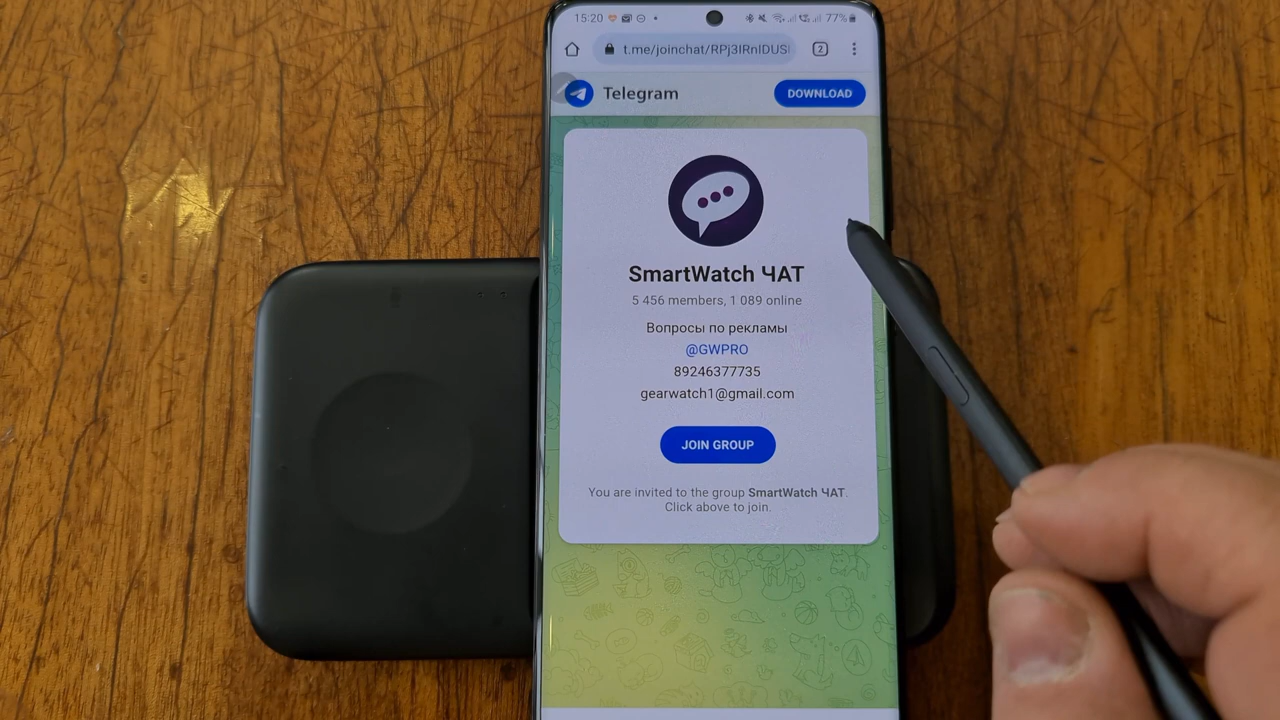 15:20
77%
t.me/joinchat/RPj3IRnIDUS
2
Telegram
DOWNLOAD
SmartWatch ЧАТ
5 456 members, 1 089 online
Вопросы по рекламы
@GWPRO
89246377735
gearwatch1@gmail.com
JOIN GROUP
You are invited to the group SmartWatch ЧАТ.
Click above to join.